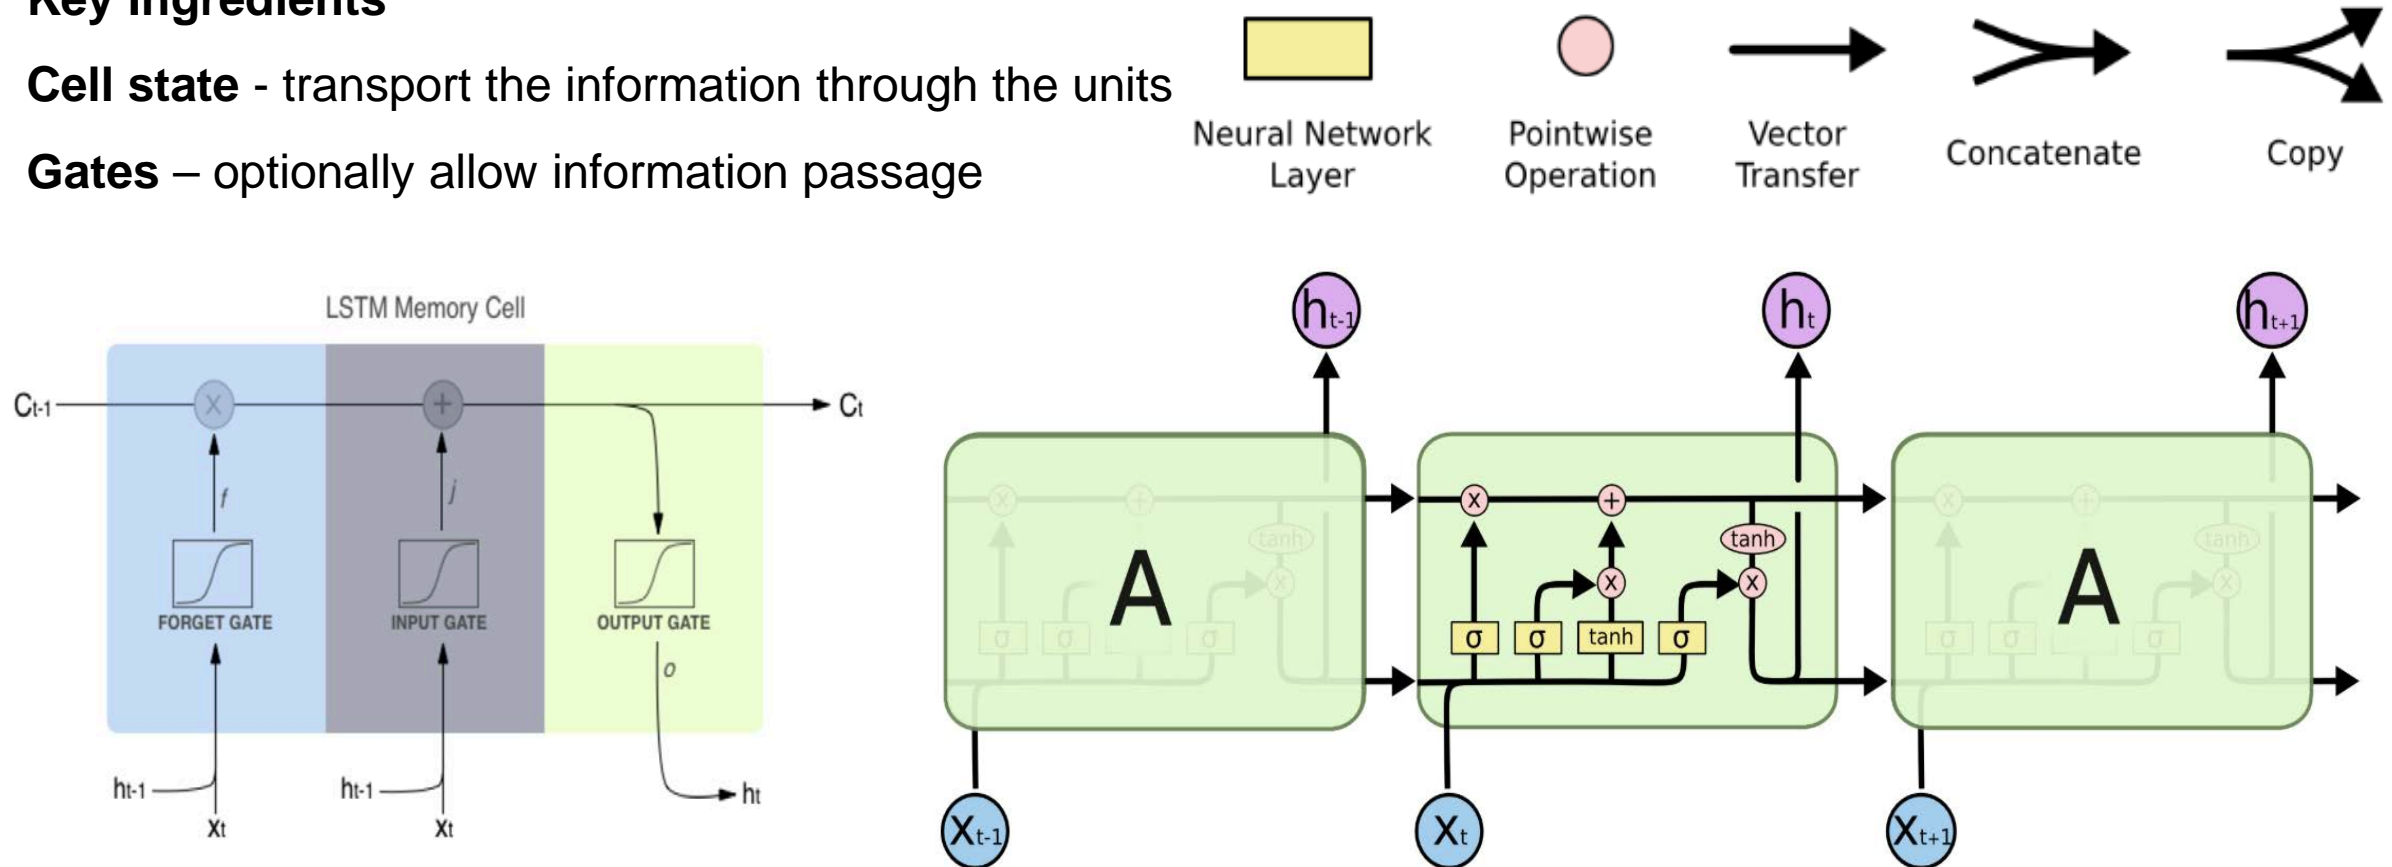 Key Ingredients
Cell state - transport the information through the units
Gates – optionally allow information passage
Neural Network
Layer
Pointwise
Operation
Vector
Transfer
Concatenate
Copy
LSTM Memory Cell
Ct-1
x
+
Ct
f
j
FORGET GATE
INPUT GATE
OUTPUT GATE
o
ht-1
Xt
ht-1
Xt
ht
ht-1
ht
ht+1
x
+
tanh
x
σ
σ
σ
A
x
+
tanh
x
x
σ
σ
tanh
σ
x
+
tanh
x
σ
σ
σ
A
Xt-1
Xt
Xt+1